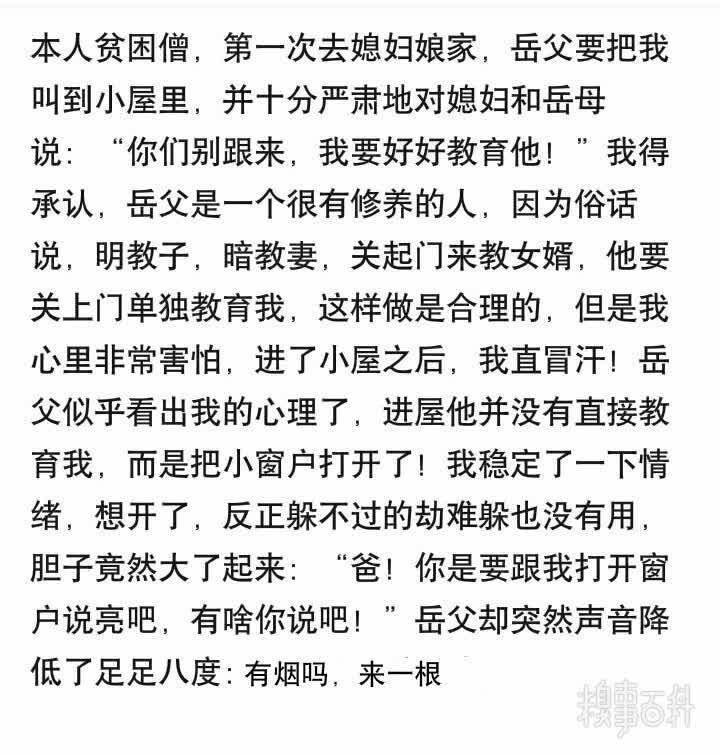 本人贫困僧，第一次去媳妇娘家，岳父要把我
叫到小屋里，并十分严肃地对媳妇和岳母
说：“你们别跟来，我要好好教育他！”我得
承认，岳父是一个很有修养的人，因为俗话
说，明教子，暗教妻，关起门来教女婿，他要
关上门单独教育我，这样做是合理的，但是我
心里非常害怕，进了小屋之后，我直冒汗！岳
父似乎看出我的心理了，进屋他并没有直接教
育我，而是把小窗户打开了！我稳定了一下情
绪，想开了，反正躲不过的劫难躲也没有用，
胆子竟然大了起来：“爸！你是要跟我打开窗
户说亮吧，有啥你说吧！”岳父却突然声音降
低了足足八度：有烟吗，来一根
糗事百科